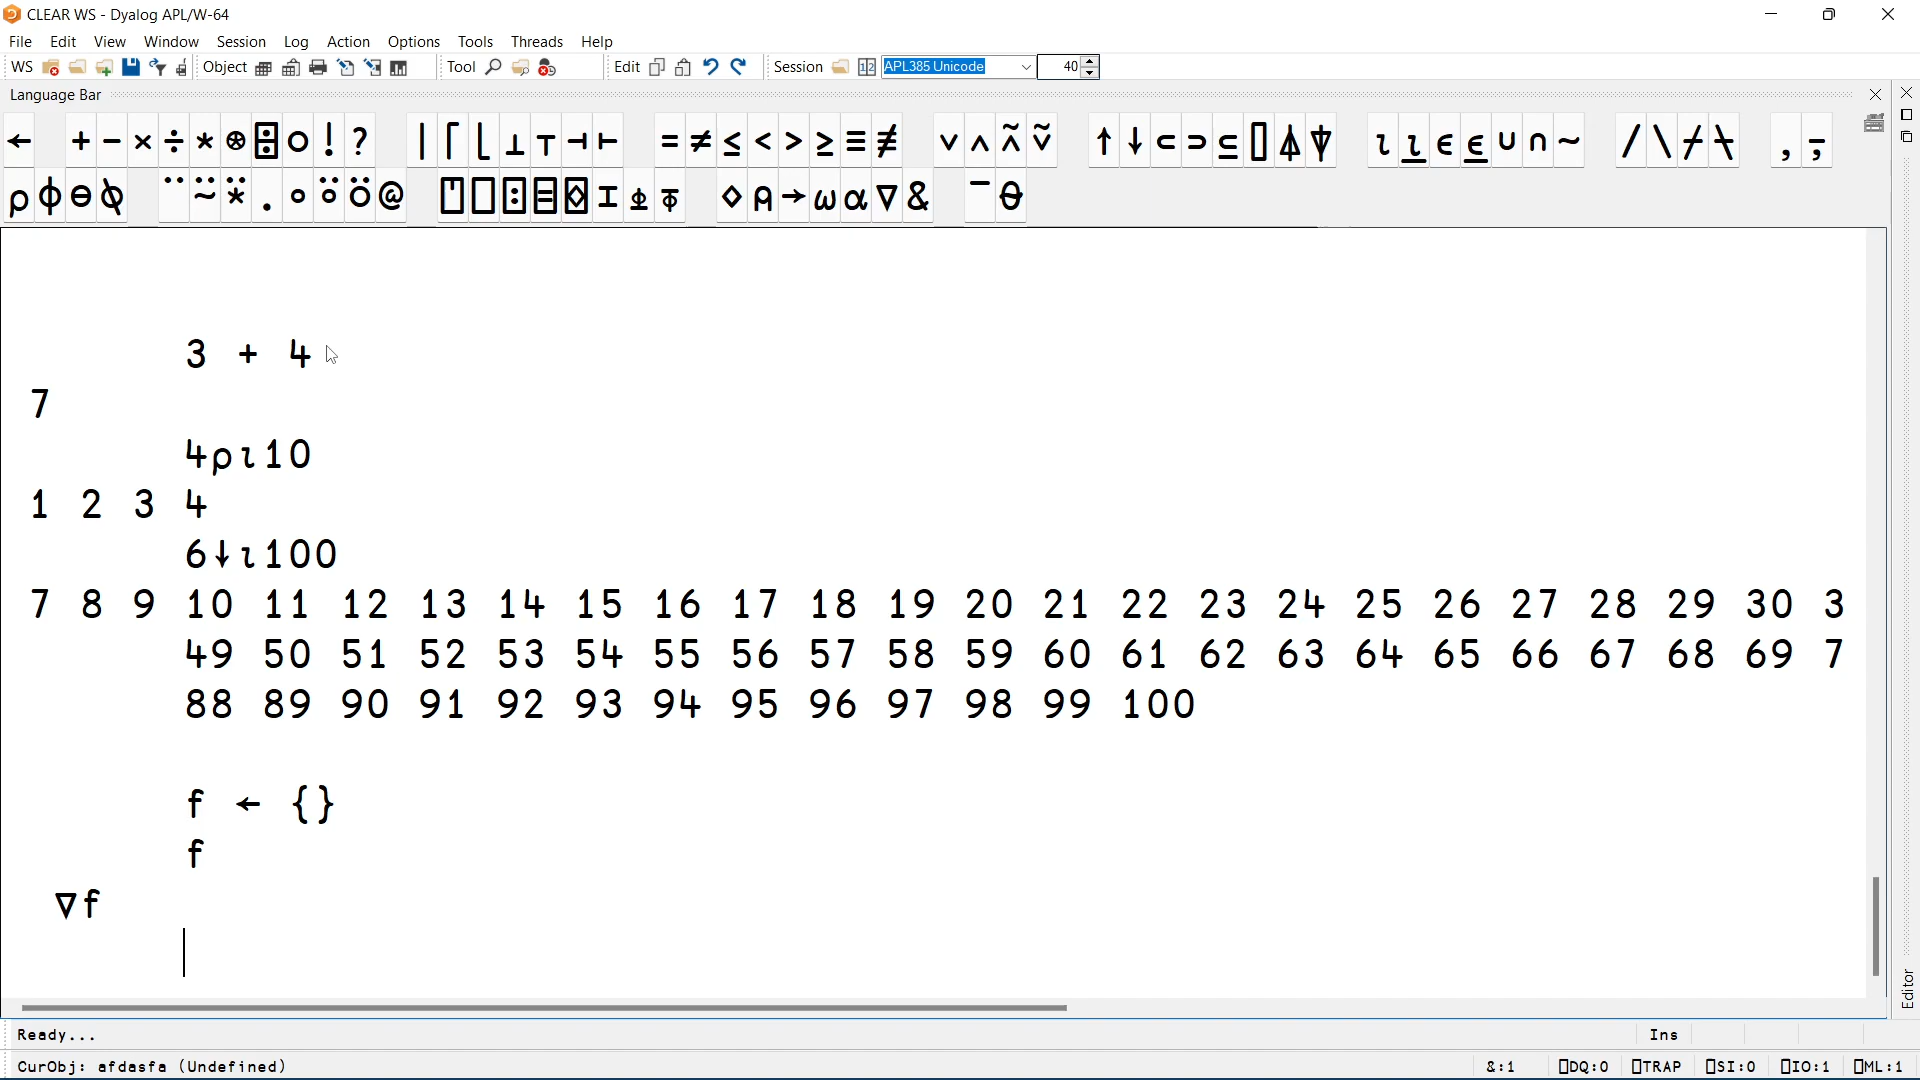 CLEAR WS - Dyalog APL/W-64
File Edit View Window Session Log Action Options Tools Threads Help
WS Object Tool Edit Session APL385 Unicode 40
Language Bar
← + - × ÷ * ⍟ ⌹ ○ ! ? | ⌈ ⌊ ⊥ ⊤ ⊣ ⊢ = ≠ ≤ < > ≥ ≡ ≢ ∨ ∧ ⍲ ⍱ ↑ ↓ ⊂ ⊃ ⊆ ⌷ ⍋ ⍒ ⍳ ⍸ ∊ ⍷ ∪ ∩ ~ / \ ⌿ ⍀ , ⍪
⍴ ⌽ ⊖ ⍉ ¨ ⍨ ⍣ . ∘ ⍤ ⍥ @ ⍞ ⎕ ⍠ ⌸ ⌺ ⌶ ⍎ ⍕ ⋄ ⍝ → ⍵ ⍺ ∇ & ¯ ⍬
3 + 4
7
4⍴⍳10
1 2 3 4
6↓⍳100
7 8 9 10 11 12 13 14 15 16 17 18 19 20 21 22 23 24 25 26 27 28 29 30 3
49 50 51 52 53 54 55 56 57 58 59 60 61 62 63 64 65 66 67 68 69 7
88 89 90 91 92 93 94 95 96 97 98 99 100
f ← {}
f
∇f
Editor
Ready... Ins
CurObj: afdasfa (Undefined) &:1 ⎕DQ:0 ⎕TRAP ⎕SI:0 ⎕IO:1 ⎕ML:1